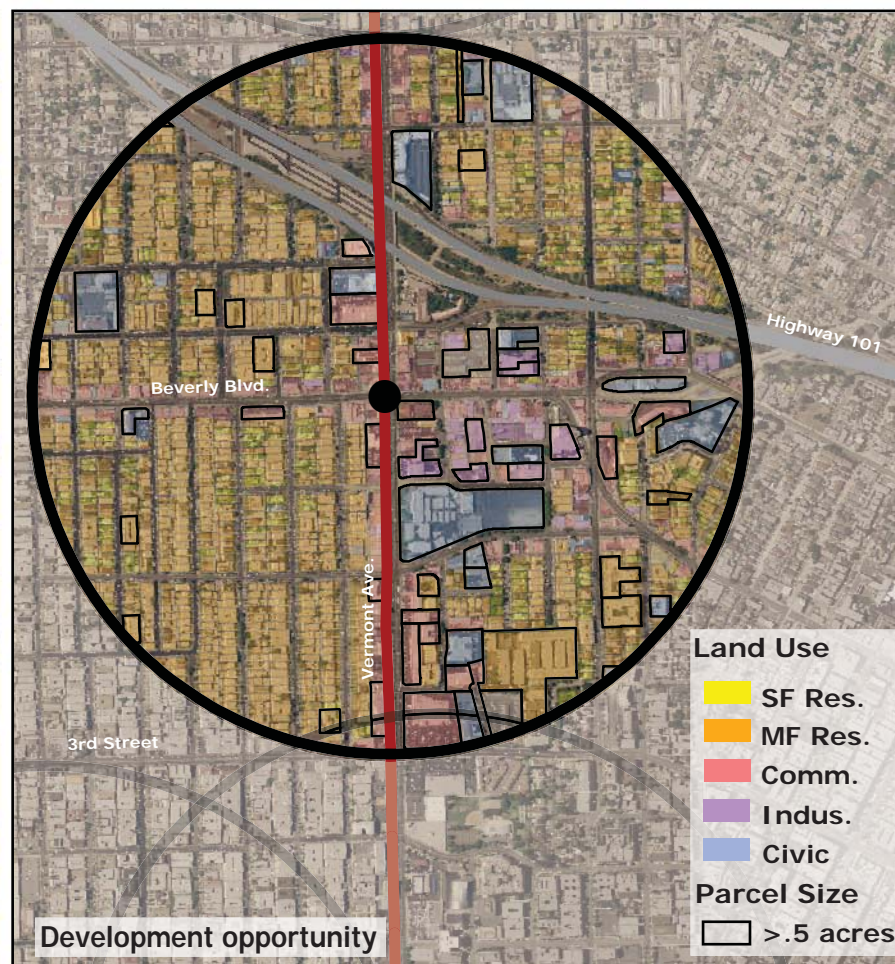 Highway 101
Beverly Blvd.
Vermont Ave.
3rd Street
Land Use
SF Res.
MF Res.
Comm.
Indus.
Civic
Parcel Size
>.5 acres
Development opportunity